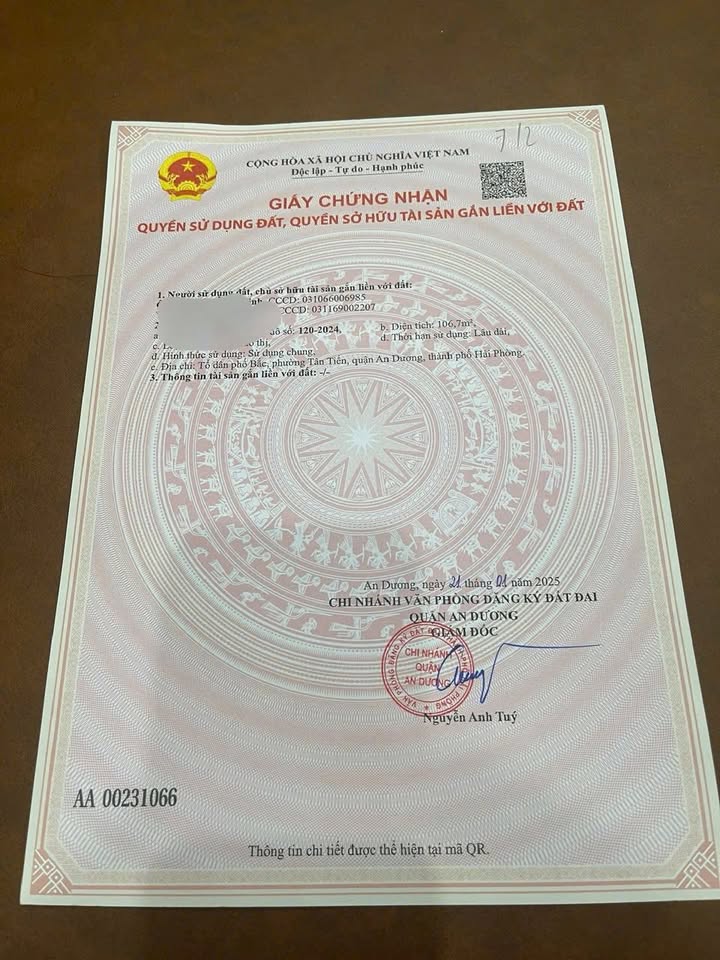 7/2
CỘNG HÒA XÃ HỘI CHỦ NGHĨA VIỆT NAM
Độc lập - Tự do - Hạnh phúc
GIẤY CHỨNG NHẬN
QUYỀN SỬ DỤNG ĐẤT, QUYỀN SỞ HỮU TÀI SẢN GẮN LIỀN VỚI ĐẤT
1. Người sử dụng đất, chủ sở hữu tài sản gắn liền với đất:
CCCD: 031066006985
CCCD: 031169002207
số: 120-2024, b. Diện tích: 106,7m²,
thị, d. Thời hạn sử dụng: Lâu dài,
đ. Hình thức sử dụng: Sử dụng chung,
e. Địa chỉ: Tổ dân phố Bắc, phường Tân Tiến, quận An Dương, thành phố Hải Phòng.
3. Thông tin tài sản gắn liền với đất: -/-
An Dương, ngày 21 tháng 01 năm 2025
CHI NHÁNH VĂN PHÒNG ĐĂNG KÝ ĐẤT ĐAI
QUẬN AN DƯƠNG
GIÁM ĐỐC
CHI NHÁNH
QUẬN
AN DƯƠNG
Nguyễn Anh Tuý
AA 00231066
Thông tin chi tiết được thể hiện tại mã QR.